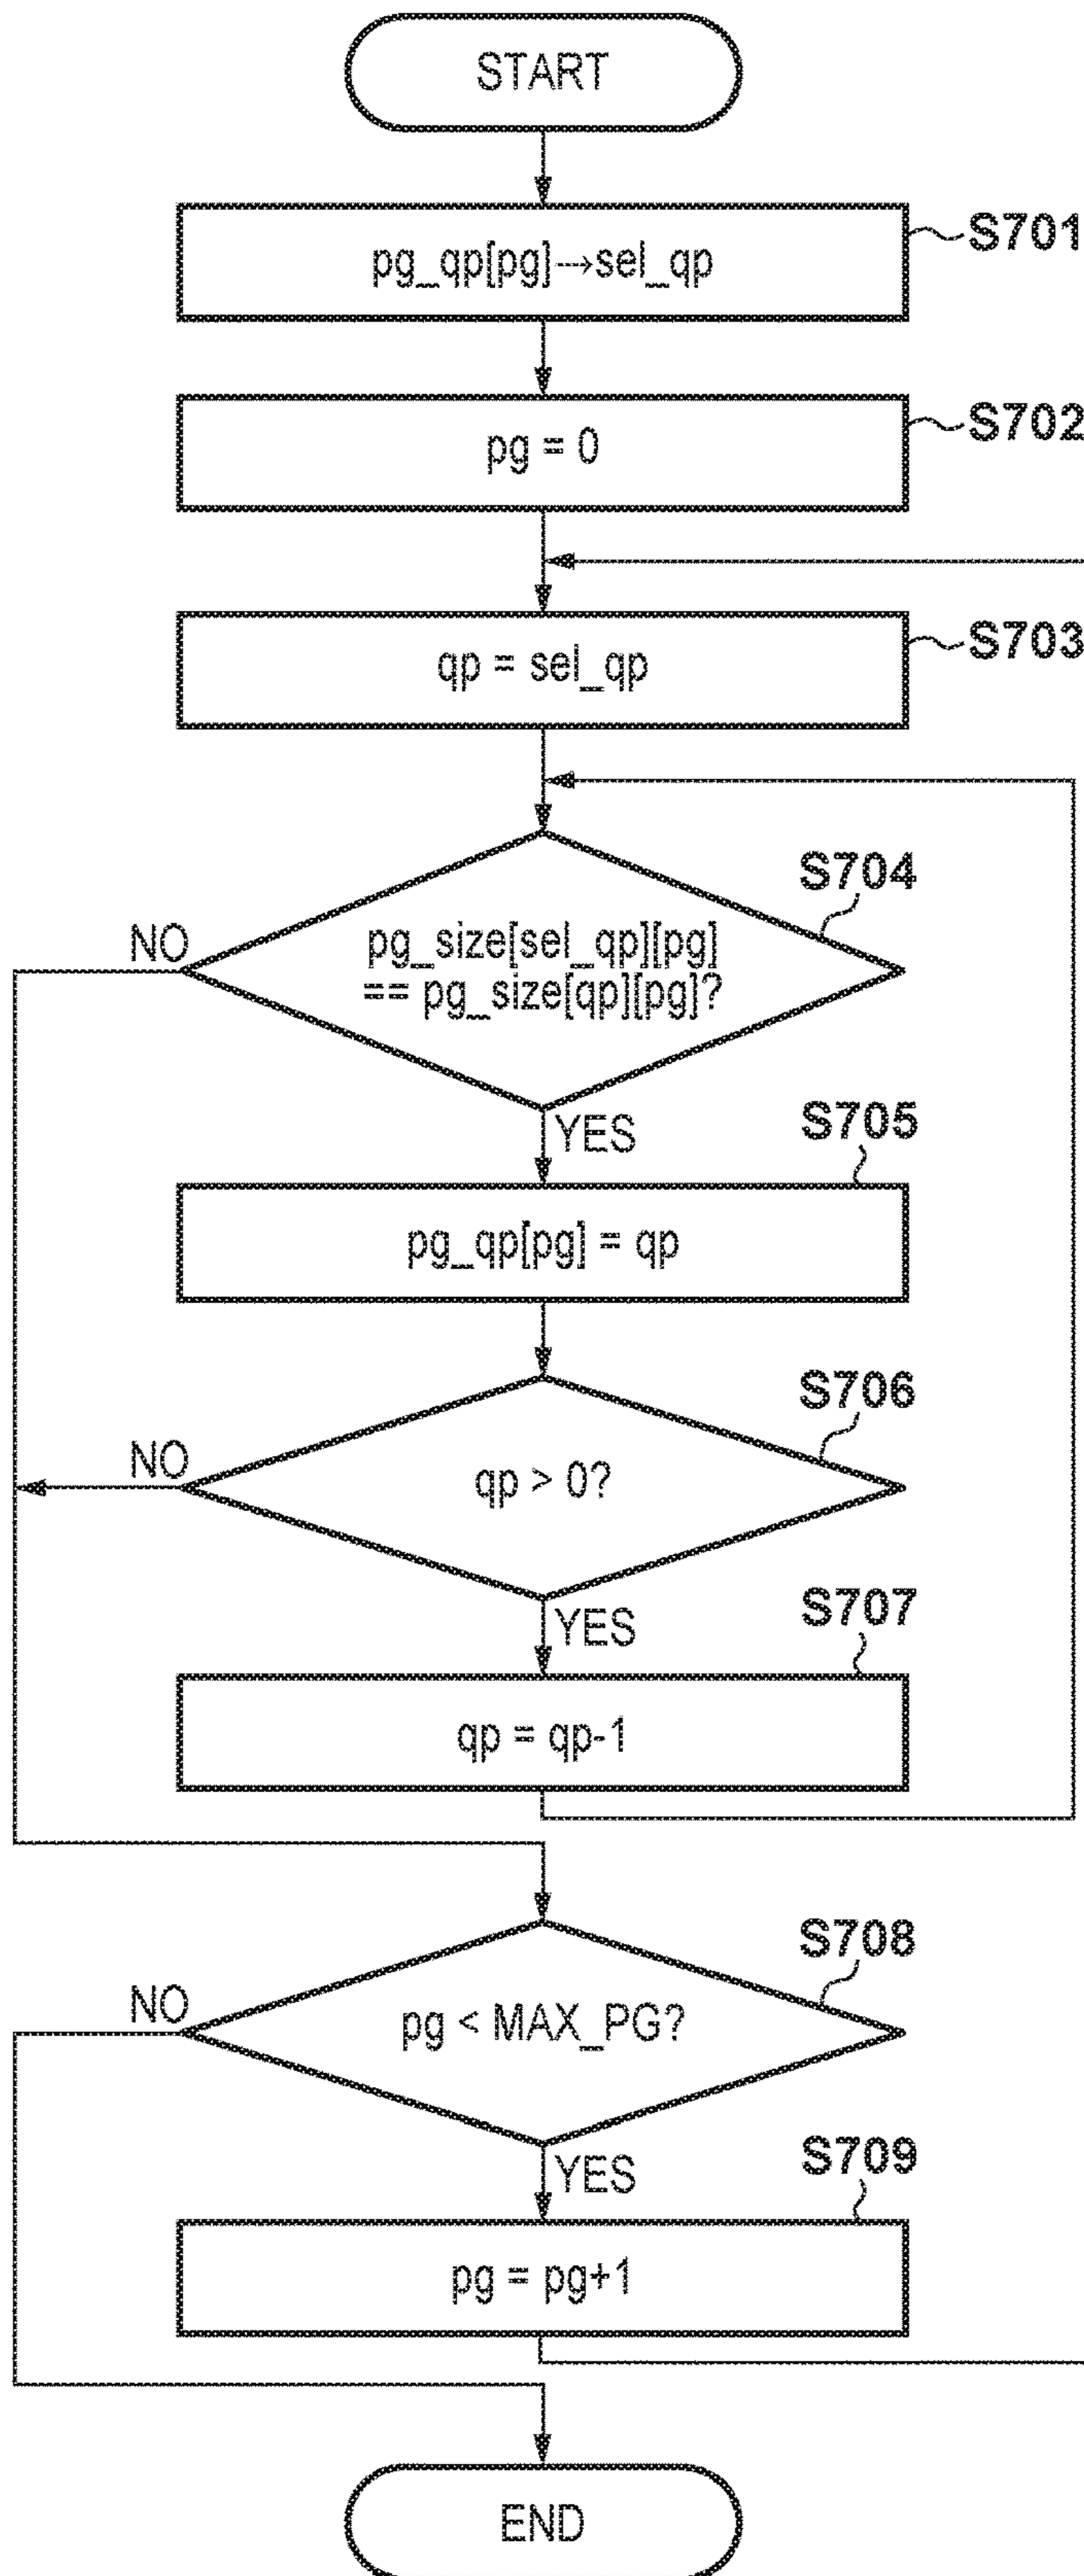 START
pg_qp[pg]→sel_qp
S701
pg = 0
S702
qp = sel_qp
S703
S704
NO
pg_size[sel_qp][pg]
== pg_size[qp][pg]?
YES
S705
pg_qp[pg] = qp
S706
NO
qp > 0?
YES
S707
qp = qp-1
S708
NO
pg < MAX_PG?
YES
S709
pg = pg+1
END